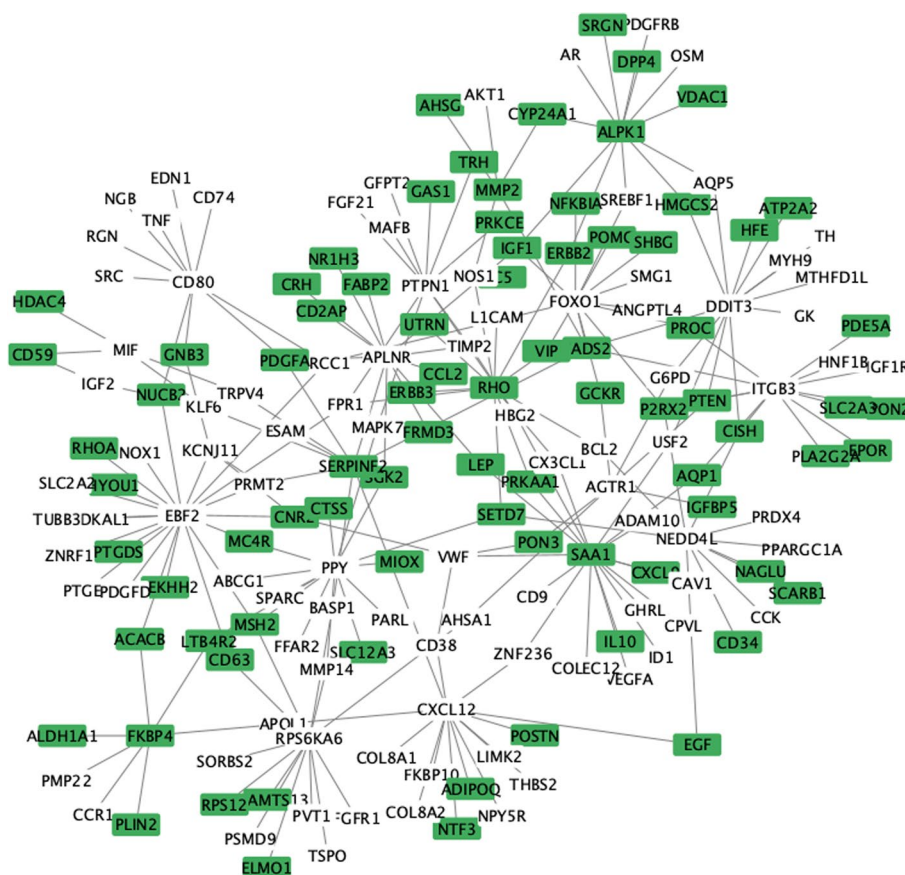 SRGN
PDGFRB
AR
DPP4
OSM
VDAC1
ALPK1
AKT1
AHSG
CYP24A1
TRH
MMP2
GFPT2
GAS1
FGF21
MAFB
PRKCE
NFKBIA
SREBF1
HMGCS2
AQP5
ATP2A2
HFE
TH
EDN1
NGB
CD74
TNF
RGN
SRC
CD80
NR1H3
CRH
FABP2
CD2AP
PTPN1
NOS1
IGF1
ERBB2
POMC
SHBG
SMG1
FOXO1
ANGPTL4
MYH9
MTHFD1L
DDIT3
GK
PROC
PDE5A
HDAC4
MIF
GNB3
CD59
IGF2
PDGFA
RCC1
APLNR
UTRN
L1CAM
TIMP2
VIP
ADS2
HNF1B
IGF1R
G6PD
ITGB3
TRPV4
KLF6
FPR1
ERBB3
CCL2
RHO
GCKR
P2RX2
PTEN
SLC2A3
HBG2
ESAM
MAPK7
FRMD3
CISH
RHOA
NOX1
KCNJ11
SERPINF2
LEP
CX3CL1
BCL2
USF2
PLA2G2A
EPOR
SLC2A2
PRMT2
CTSS
PRKAA1
AGTR1
AQP1
IGFBP5
EBF2
CNR2
SETD7
ADAM10
PRDX4
ZNRF1
PTGDS
MC4R
VWF
PON3
SAA1
NEDD4L
PPARGC1A
PDGFD
ABCG1
PPY
MIOX
CXCL9
CAV1
NAGLU
SCARB1
SPARC
BASP1
PARL
CD9
GHRL
CCK
ACACB
LTB4R2
MSH2
AHSA1
CPVL
CD63
FFAR2
SLC12A3
CD38
IL10
ID1
CD34
MMP14
ZNF236
COLEC12
VEGFA
APOL1
CXCL12
ALDH1A1
FKBP4
RPS6KA6
POSTN
EGF
PMP22
SORBS2
COL8A1
LIMK2
FKBP10
THBS2
CCR1
RPS12
ADIPOQ
PLIN2
PVT1
COL8A2
NPY5R
PSMD9
NTF3
TSPO
ELMO1